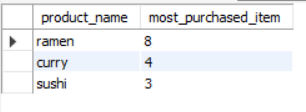 product_name most_purchased_item
ramen 8
curry 4
sushi 3